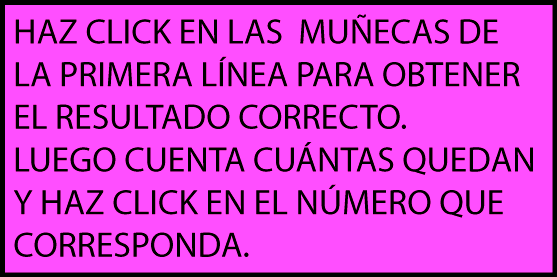 HAZ CLICK EN LAS  MUÑECAS DE
LA PRIMERA LÍNEA PARA OBTENER
EL RESULTADO CORRECTO.
LUEGO CUENTA CUÁNTAS QUEDAN
Y HAZ CLICK EN EL NÚMERO QUE
CORRESPONDA.